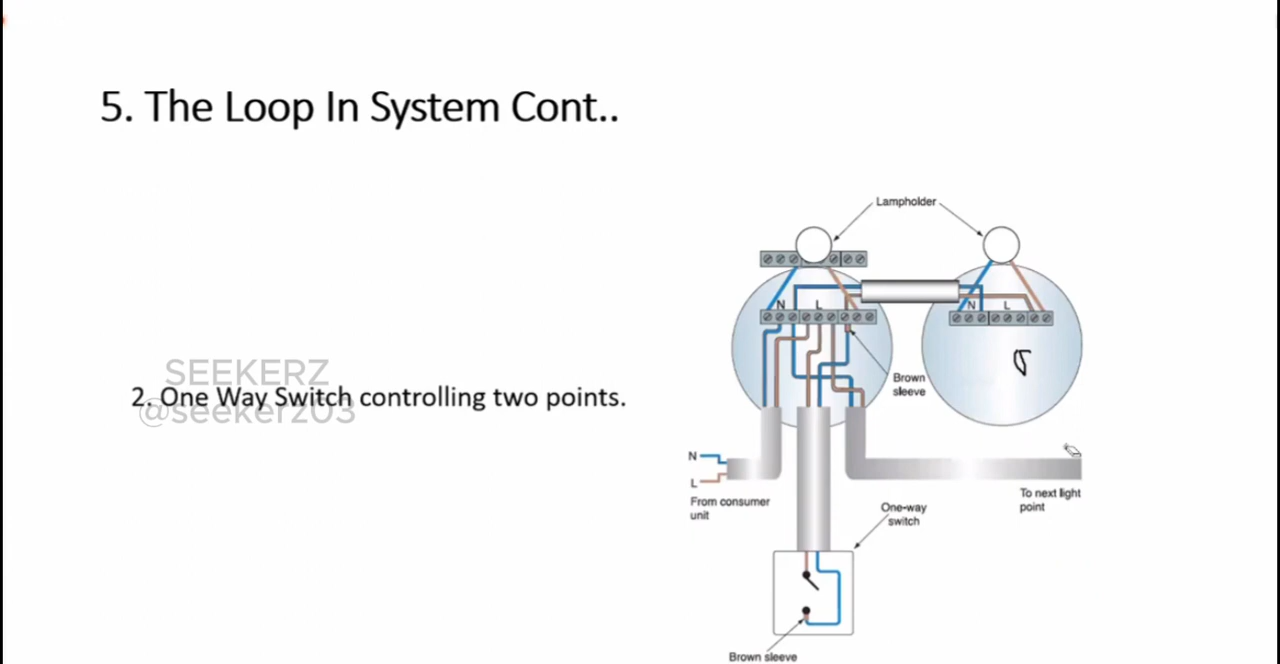 5. The Loop In System Cont..
Lampholder
N
L
N
L
SEEKERZ
2. One Way Switch controlling two points.
@seekerz03
Brown
sleeve
N
L
From consumer
unit
To next light
point
One-way
switch
Brown sleeve